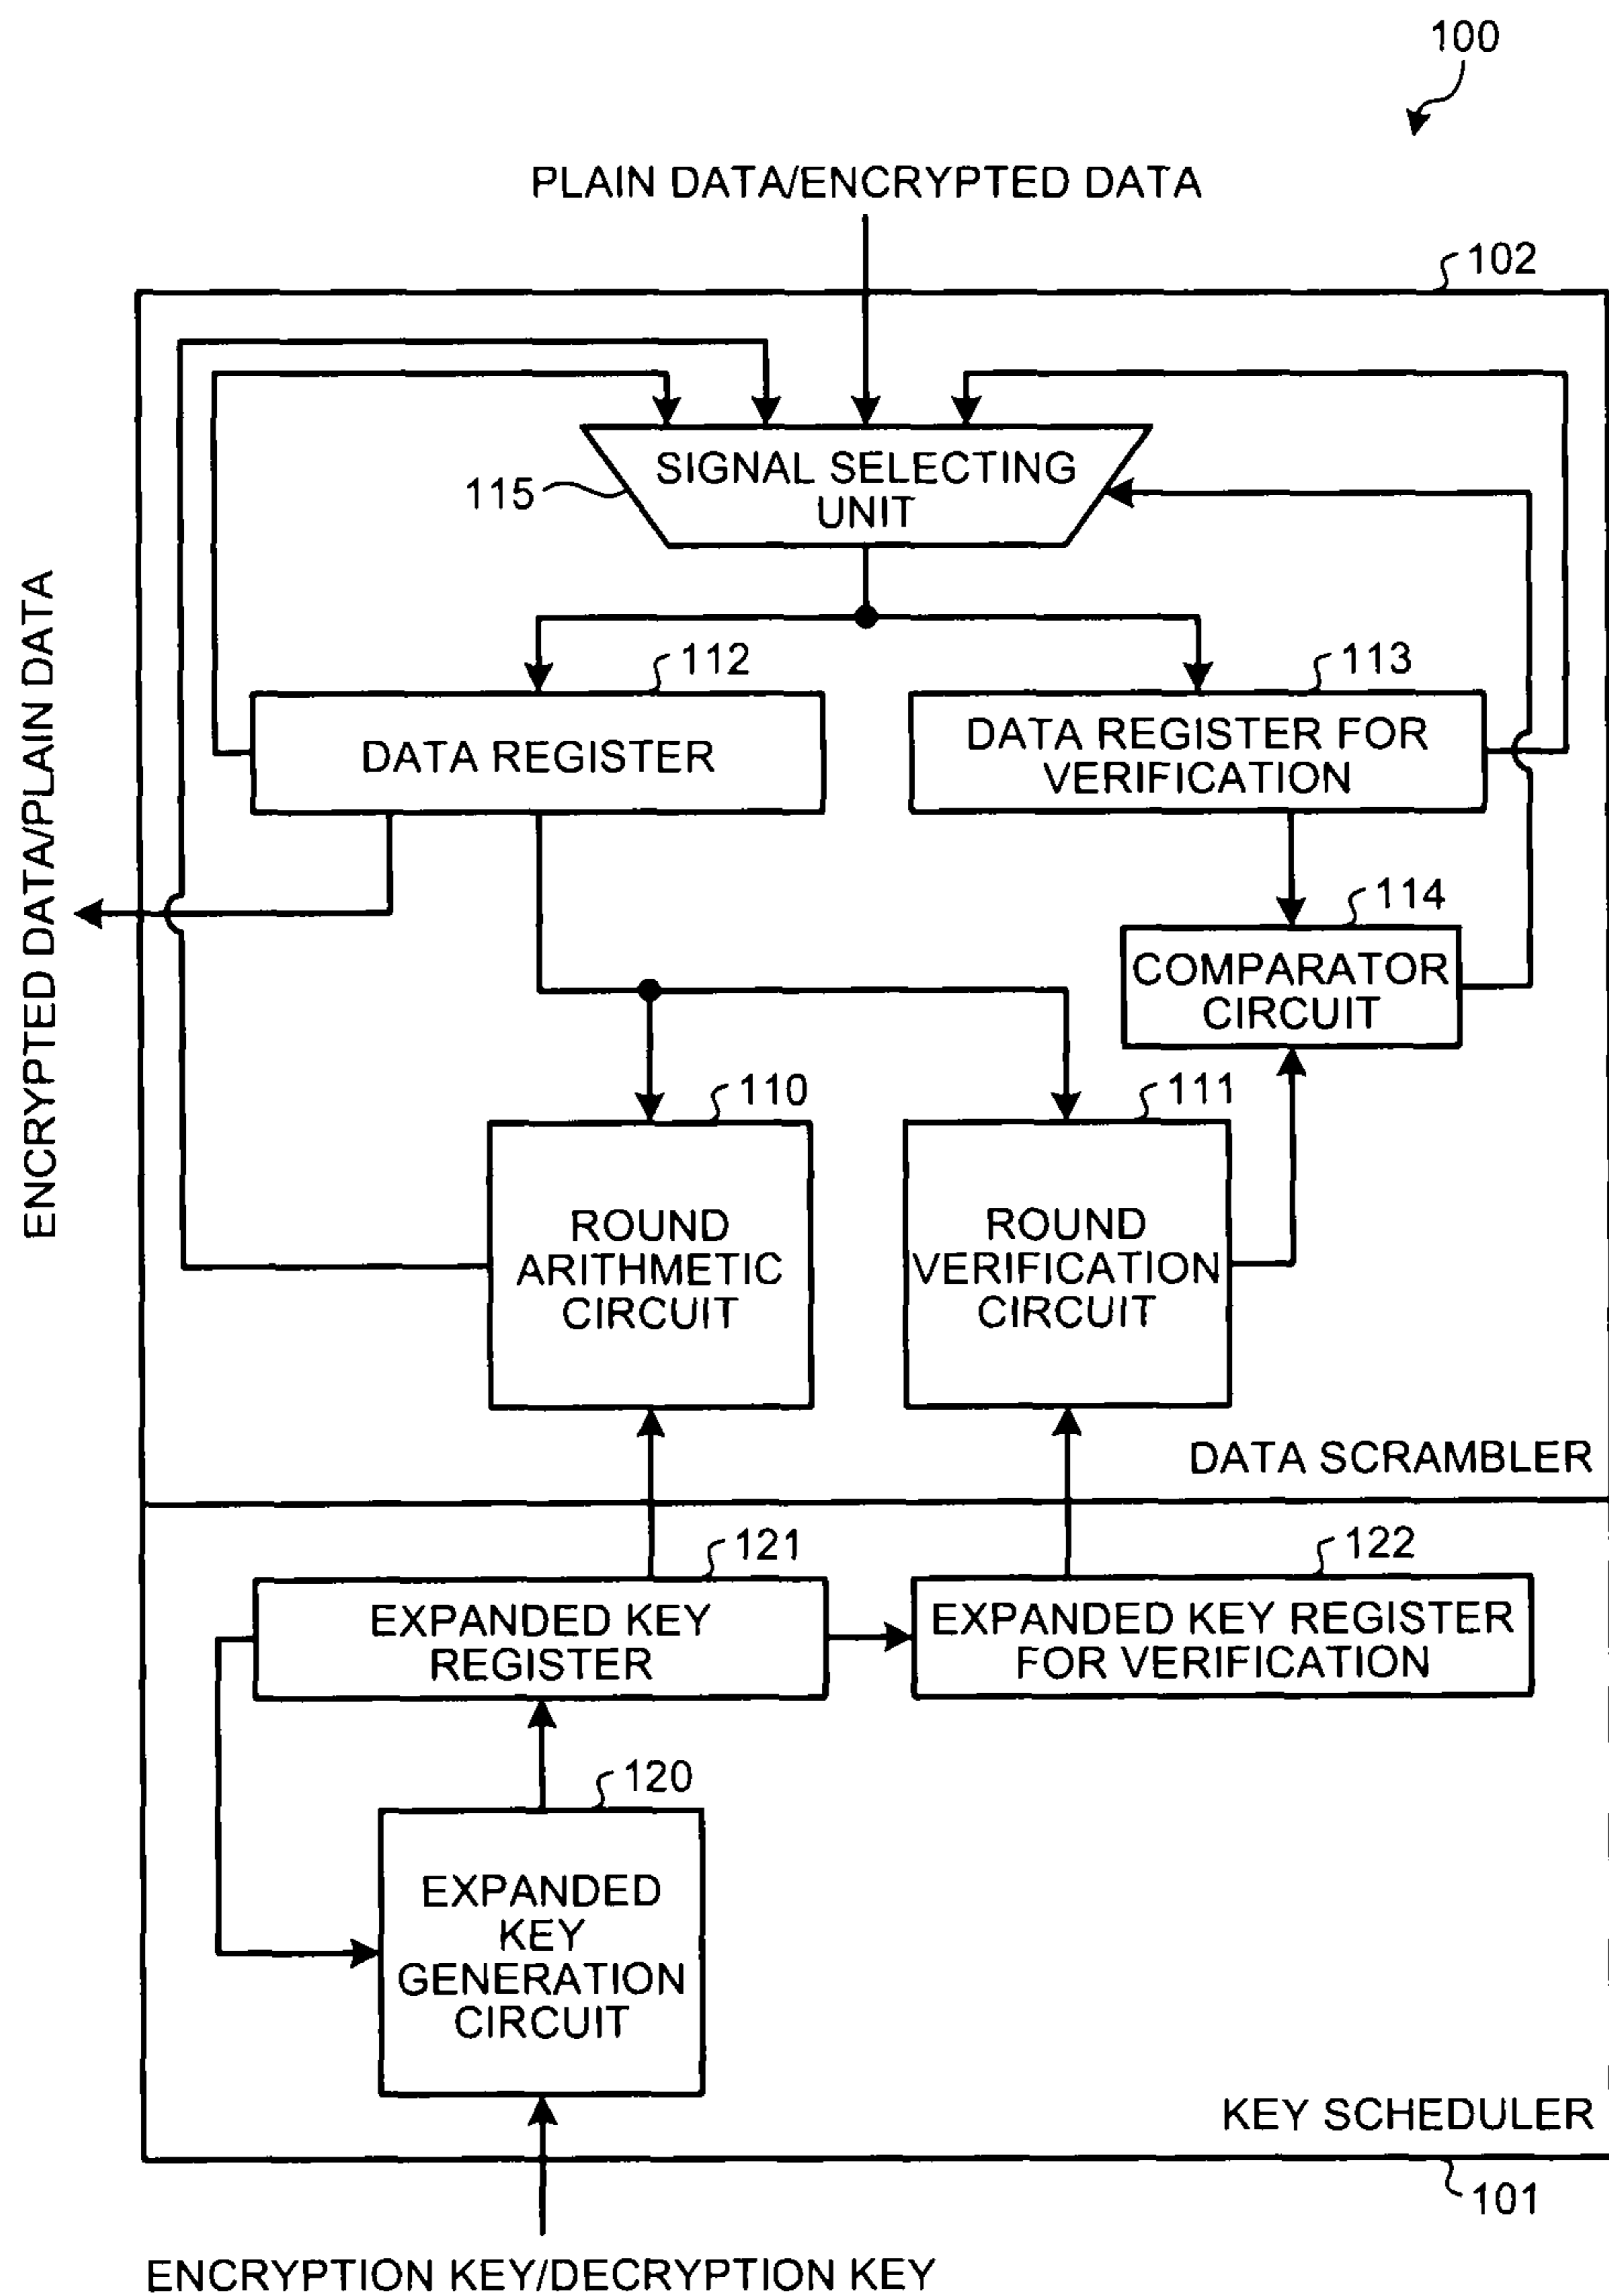 100
PLAIN DATA/ENCRYPTED DATA
102
SIGNAL SELECTING
UNIT
115
ENCRYPTED DATA/PLAIN DATA
112
DATA REGISTER
113
DATA REGISTER FOR
VERIFICATION
114
COMPARATOR
CIRCUIT
110
ROUND
ARITHMETIC
CIRCUIT
111
ROUND
VERIFICATION
CIRCUIT
DATA SCRAMBLER
121
EXPANDED KEY
REGISTER
122
EXPANDED KEY REGISTER
FOR VERIFICATION
120
EXPANDED
KEY
GENERATION
CIRCUIT
KEY SCHEDULER
101
ENCRYPTION KEY/DECRYPTION KEY